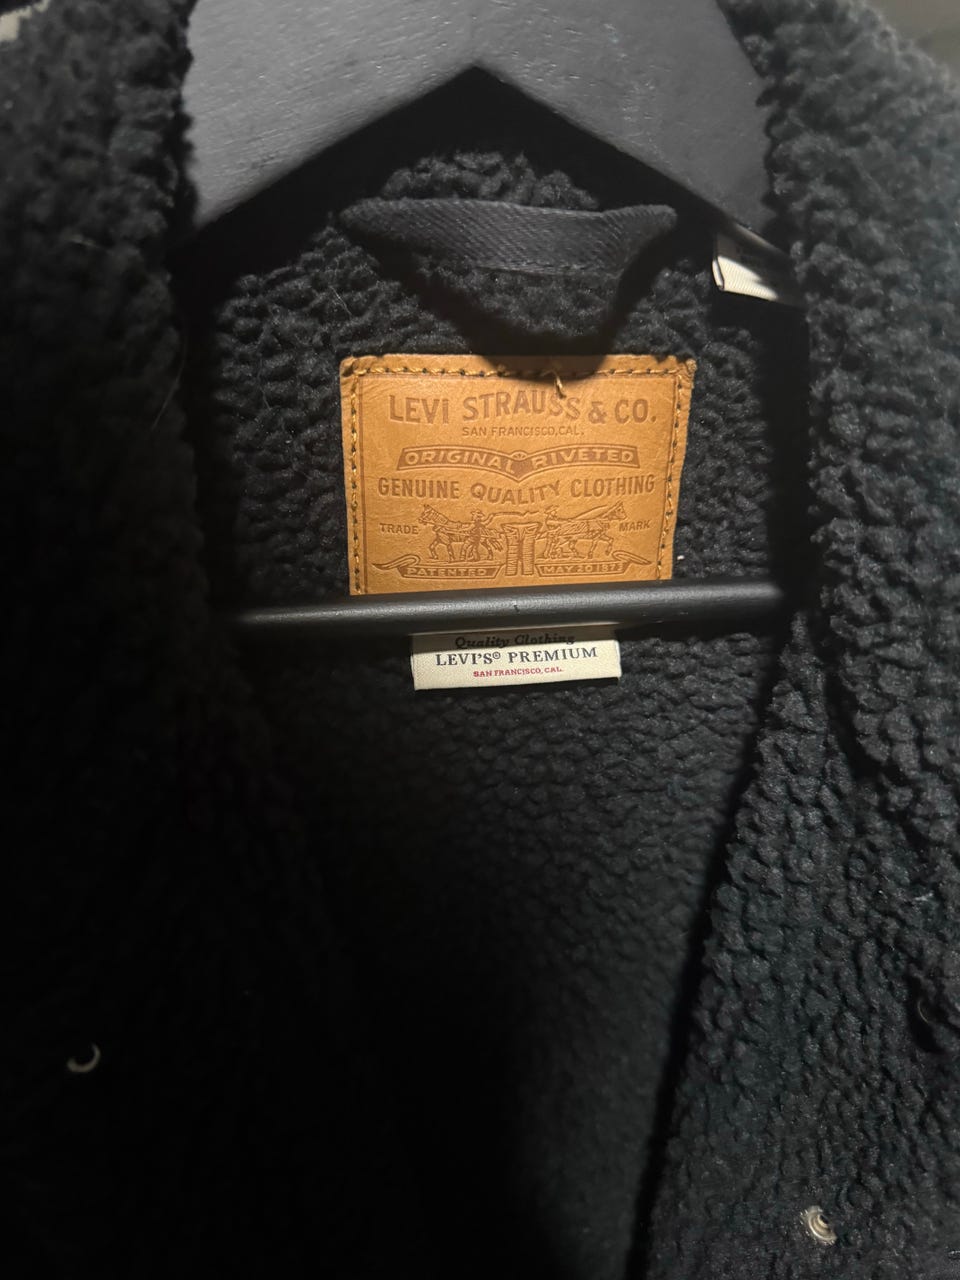 LEVI STRAUSS & CO.
SAN FRANCISCO, CAL.
ORIGINAL RIVETED
GENUINE QUALITY CLOTHING
TRADE MARK
PATENTED MAY 20 1873
Quality Clothing
LEVI'S® PREMIUM
SAN FRANCISCO, CAL.